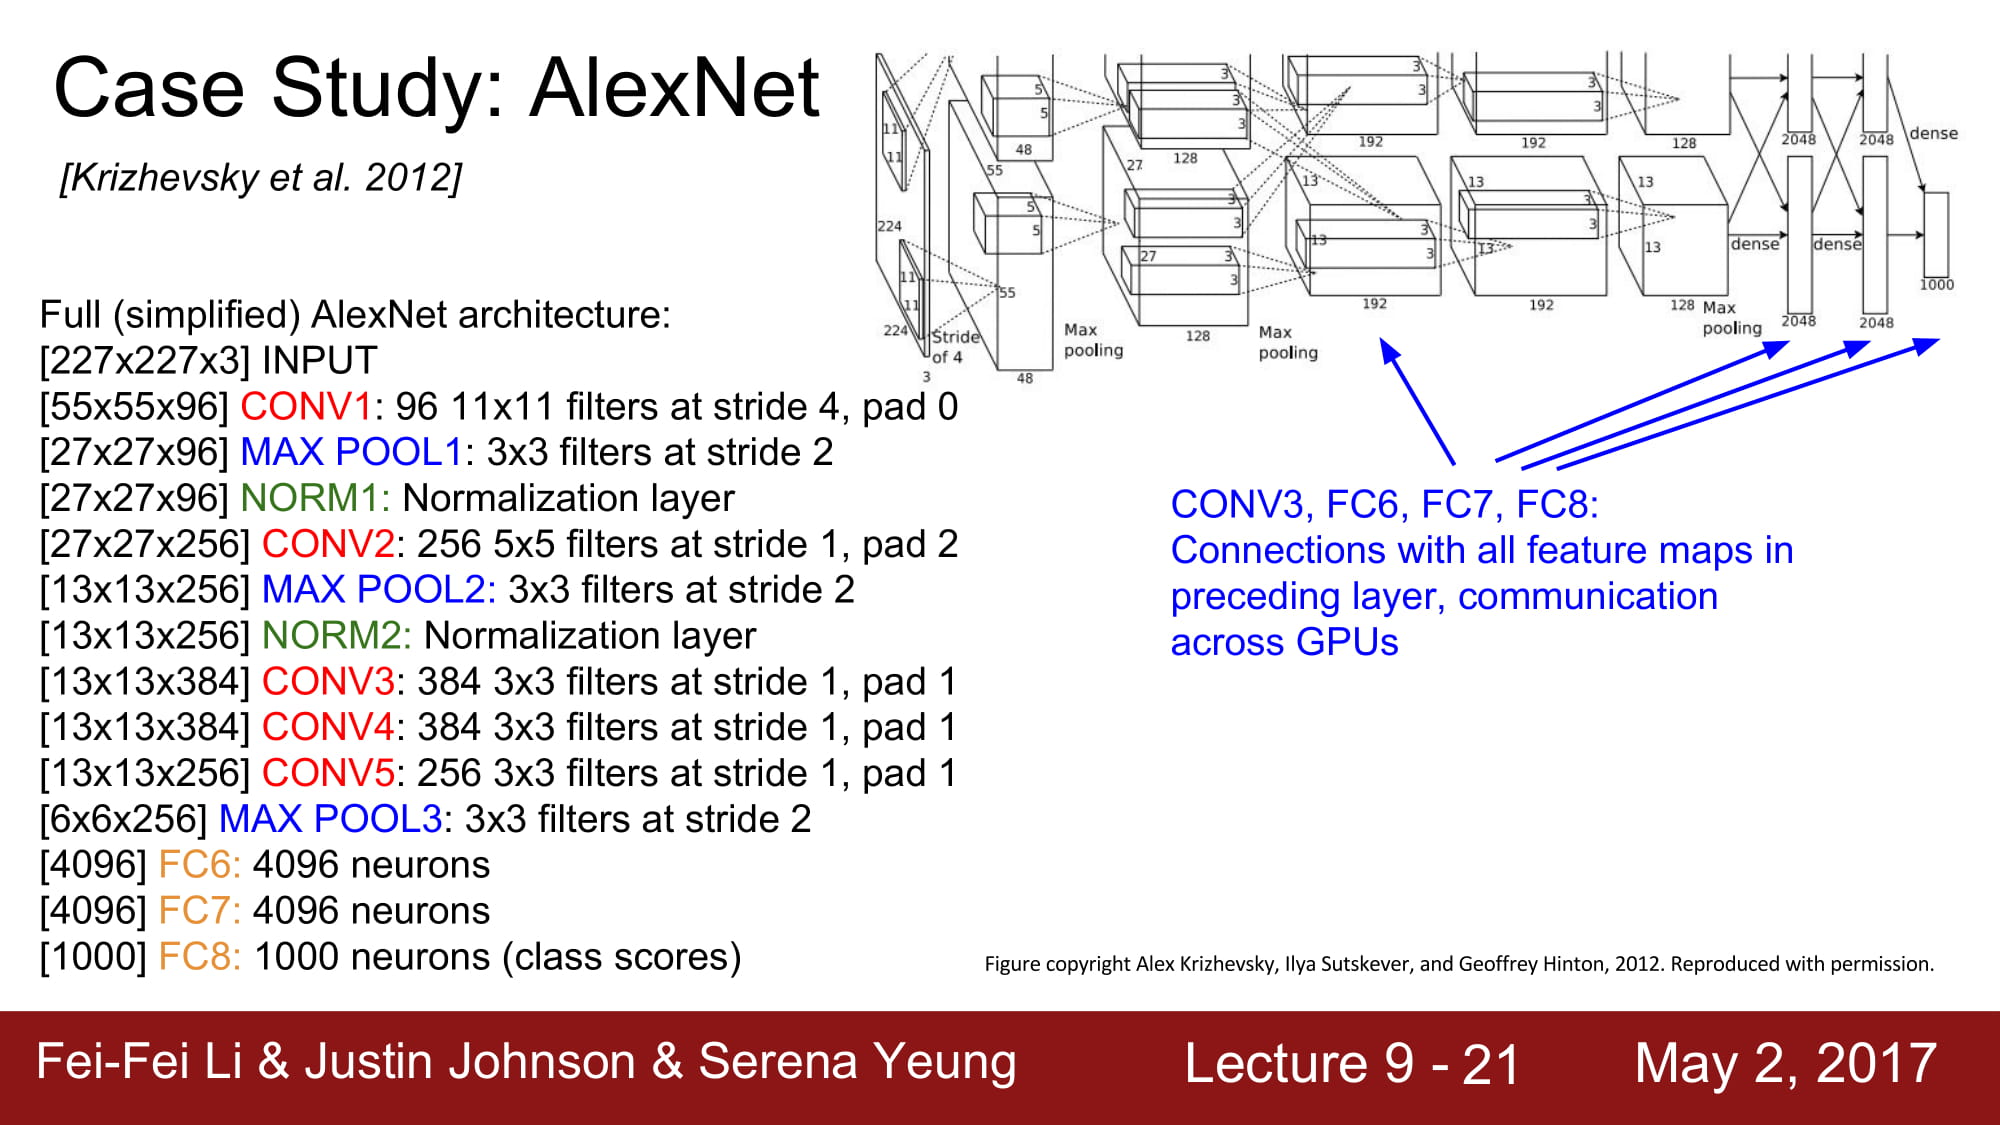 Case Study: AlexNet
[Krizhevsky et al. 2012]
Full (simplified) AlexNet architecture:
[227x227x3] INPUT
[55x55x96] CONV1: 96 11x11 filters at stride 4, pad 0
[27x27x96] MAX POOL1: 3x3 filters at stride 2
[27x27x96] NORM1: Normalization layer
[27x27x256] CONV2: 256 5x5 filters at stride 1, pad 2
[13x13x256] MAX POOL2: 3x3 filters at stride 2
[13x13x256] NORM2: Normalization layer
[13x13x384] CONV3: 384 3x3 filters at stride 1, pad 1
[13x13x384] CONV4: 384 3x3 filters at stride 1, pad 1
[13x13x256] CONV5: 256 3x3 filters at stride 1, pad 1
[6x6x256] MAX POOL3: 3x3 filters at stride 2
[4096] FC6: 4096 neurons
[4096] FC7: 4096 neurons
[1000] FC8: 1000 neurons (class scores)
11
11
224
11
11
224
3
Stride
of 4
5
5
48
55
5
5
55
48
Max
pooling
3
3
3
128
27
3
3
27
3
3
128
Max
pooling
3
3
192
13
13
3
3
192
3
3
192
13
3
3
13
192
128
13
13
128
Max
pooling
2048
2048
dense
dense
dense
2048
2048
1000
CONV3, FC6, FC7, FC8:
Connections with all feature maps in
preceding layer, communication
across GPUs
Figure copyright Alex Krizhevsky, Ilya Sutskever, and Geoffrey Hinton, 2012. Reproduced with permission.
Fei-Fei Li & Justin Johnson & Serena Yeung
Lecture 9 - 21
May 2, 2017